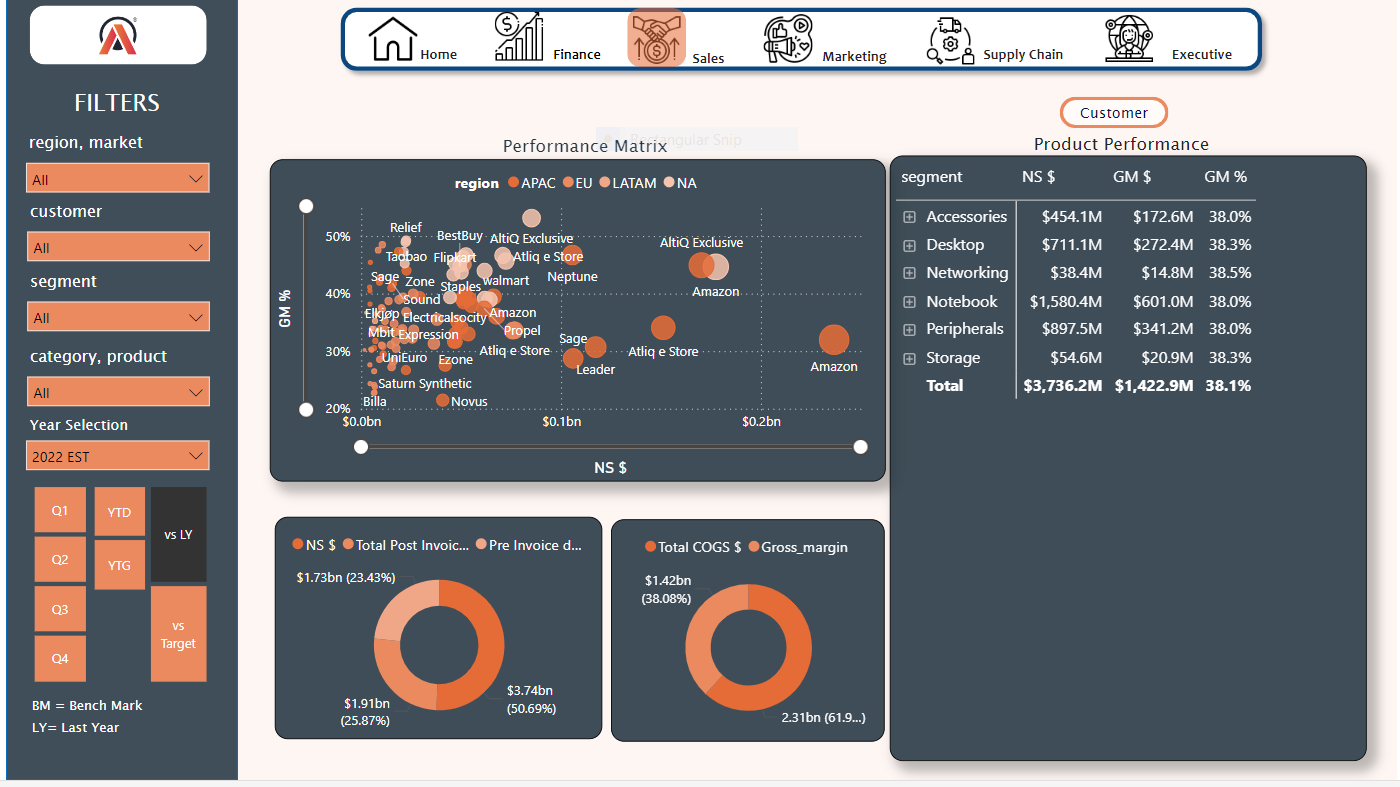 Home
Finance
Sales
Marketing
Supply Chain
Executive
FILTERS
region, market
All
customer
All
segment
All
category, product
All
Year Selection
2022 EST
Q1
YTD
vs LY
Q2
YTG
Q3
vs
Target
Q4
BM = Bench Mark
LY= Last Year
Rectangular Snip
Performance Matrix
region APAC EU LATAM NA
GM %
50%
40%
30%
20%
Relief
BestBuy
AltiQ Exclusive
AtliQ Exclusive
Taobao
Flipkart
Atliq e Store
Sage
Zone
Staples
walmart
Neptune
Amazon
Sound
Elkjøp
Electricalsocity
Amazon
Mbit
Expression
Propel
UniEuro
Ezone
Atliq e Store
Sage
Leader
Atliq e Store
Amazon
Saturn
Synthetic
Billa
Novus
$0.0bn
$0.1bn
$0.2bn
NS $
NS $ Total Post Invoic... Pre Invoice d...
$1.73bn (23.43%)
$1.91bn
(25.87%)
$3.74bn
(50.69%)
Total COGS $ Gross_margin
$1.42bn
(38.08%)
2.31bn (61.9...)
Customer
Product Performance
segment NS $ GM $ GM %
Accessories $454.1M $172.6M 38.0%
Desktop $711.1M $272.4M 38.3%
Networking $38.4M $14.8M 38.5%
Notebook $1,580.4M $601.0M 38.0%
Peripherals $897.5M $341.2M 38.0%
Storage $54.6M $20.9M 38.3%
Total $3,736.2M $1,422.9M 38.1%